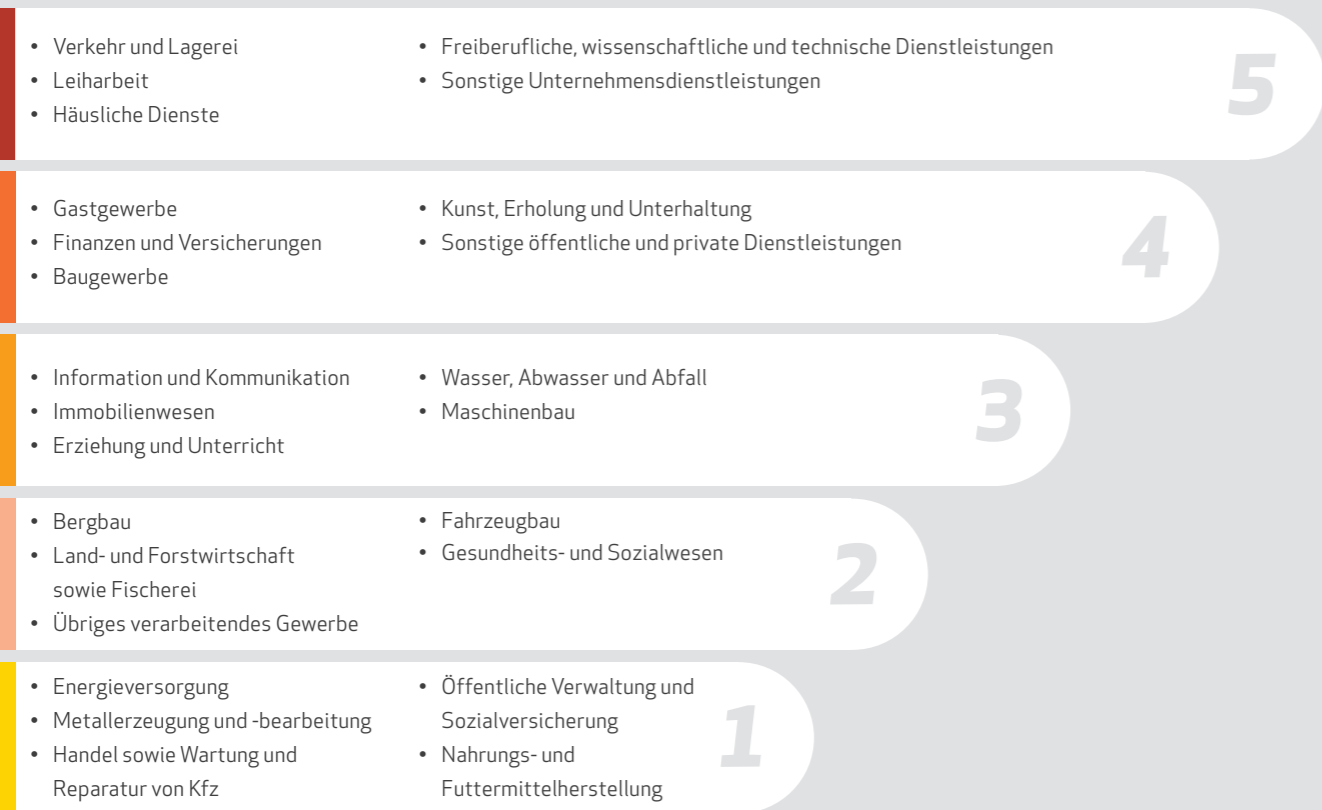 • Verkehr und Lagerei
• Leiharbeit
• Häusliche Dienste
• Freiberufliche, wissenschaftliche und technische Dienstleistungen
• Sonstige Unternehmensdienstleistungen
5
• Gastgewerbe
• Finanzen und Versicherungen
• Baugewerbe
• Kunst, Erholung und Unterhaltung
• Sonstige öffentliche und private Dienstleistungen
4
• Information und Kommunikation
• Immobilienwesen
• Erziehung und Unterricht
• Wasser, Abwasser und Abfall
• Maschinenbau
3
• Bergbau
• Land- und Forstwirtschaft
sowie Fischerei
• Übriges verarbeitendes Gewerbe
• Fahrzeugbau
• Gesundheits- und Sozialwesen
2
• Energieversorgung
• Metallerzeugung und -bearbeitung
• Handel sowie Wartung und
Reparatur von Kfz
• Öffentliche Verwaltung und
Sozialversicherung
• Nahrungs- und
Futtermittelherstellung
1